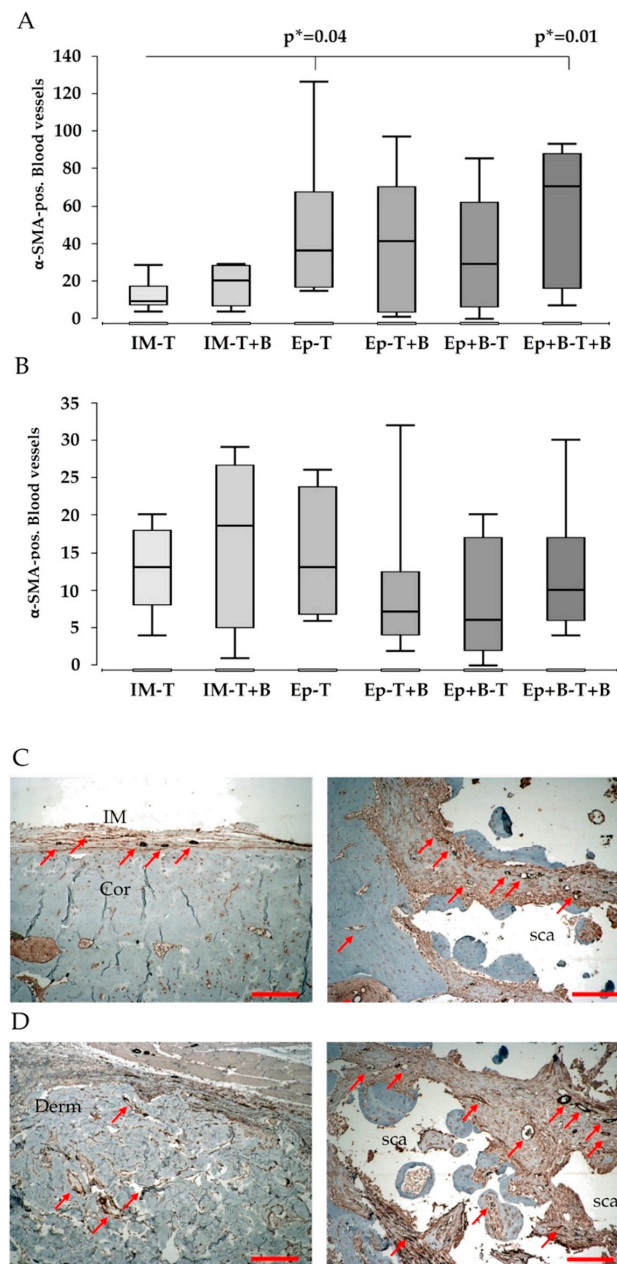 A
p*=0.04 p*=0.01
140
120
100
80
60
40
20
0
α-SMA-pos. Blood vessels
IM-T IM-T+B Ep-T Ep-T+B Ep+B-T Ep+B-T+B
B
35
30
25
20
15
10
5
0
α-SMA-pos. Blood vessels
IM-T IM-T+B Ep-T Ep-T+B Ep+B-T Ep+B-T+B
C
IM
Cor
sca
D
Derm
sca
sca